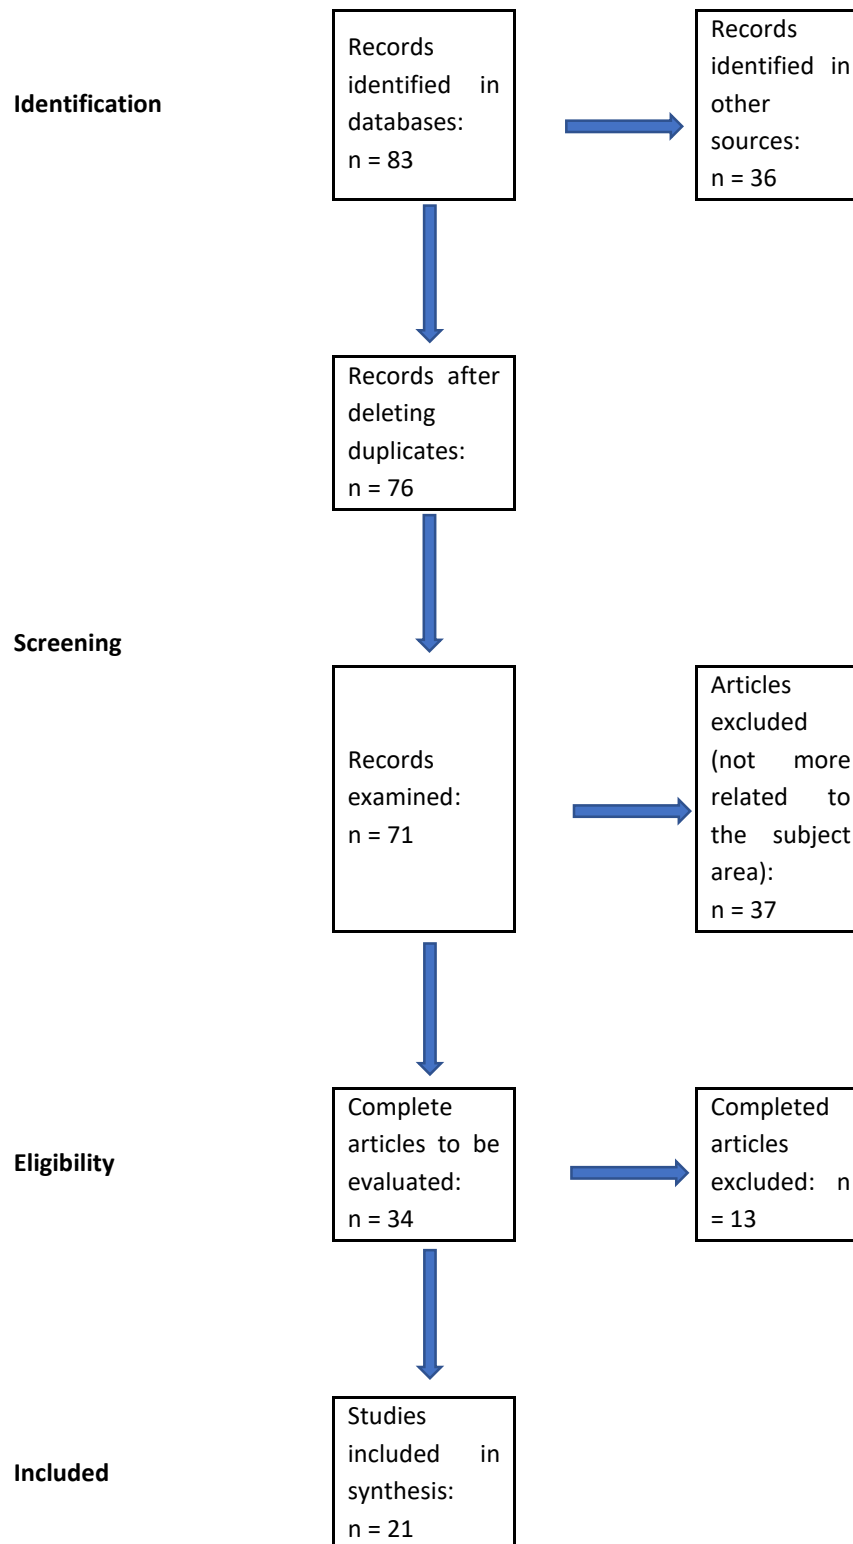 Identification
Records
identified in
databases:
n = 83
Records
identified in
other
sources:
n = 36
Records after
deleting
duplicates:
n = 76
Screening
Records
examined:
n = 71
Articles
excluded
(not more
related to
the subject
area):
n = 37
Eligibility
Complete
articles to be
evaluated:
n = 34
Completed
articles
excluded: n
= 13
Included
Studies
included in
synthesis:
n = 21